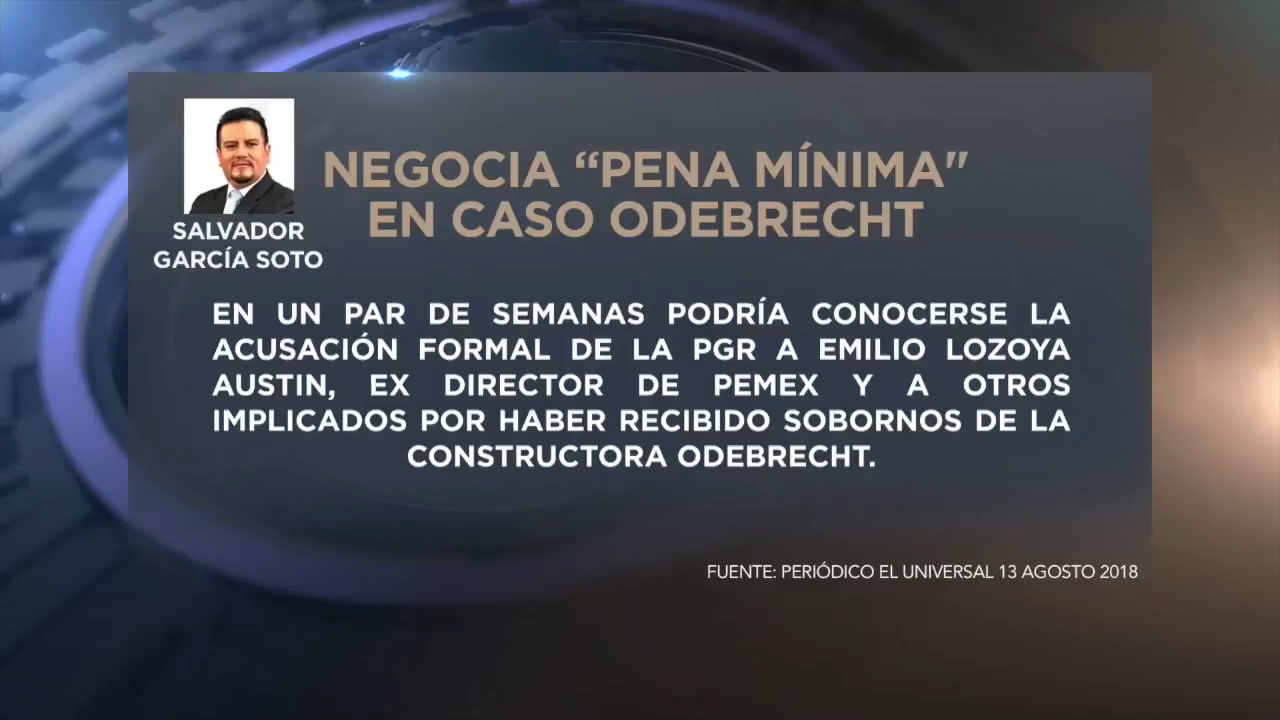 SALVADOR
GARCÍA SOTO
NEGOCIA “PENA MÍNIMA"
EN CASO ODEBRECHT
EN UN PAR DE SEMANAS PODRÍA CONOCERSE LA
ACUSACIÓN FORMAL DE LA PGR A EMILIO LOZOYA
AUSTIN, EX DIRECTOR DE PEMEX Y A OTROS
IMPLICADOS POR HABER RECIBIDO SOBORNOS DE LA
CONSTRUCTORA ODEBRECHT.
FUENTE: PERIÓDICO EL UNIVERSAL 13 AGOSTO 2018